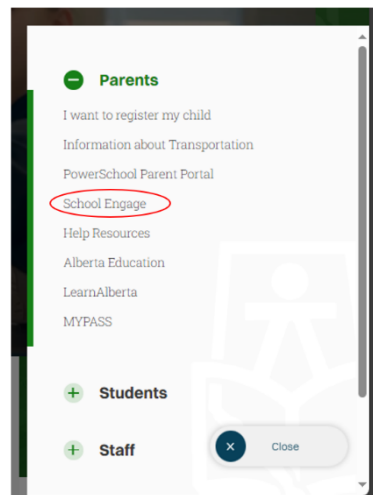 Parents
I want to register my child
Information about Transportation
PowerSchool Parent Portal
School Engage
Help Resources
Alberta Education
LearnAlberta
MYPASS
Students
Staff
Close